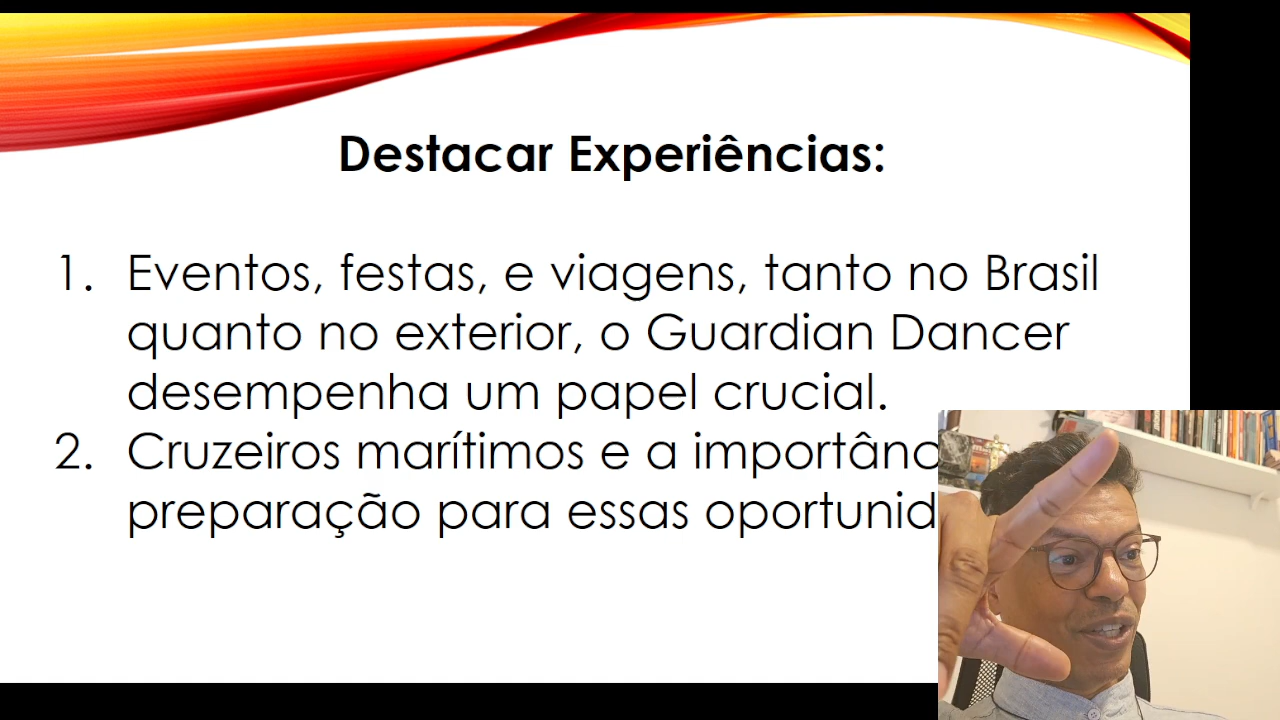 Destacar Experiências:
1. Eventos, festas, e viagens, tanto no Brasil
quanto no exterior, o Guardian Dancer
desempenha um papel crucial.
2. Cruzeiros marítimos e a
preparação para essas